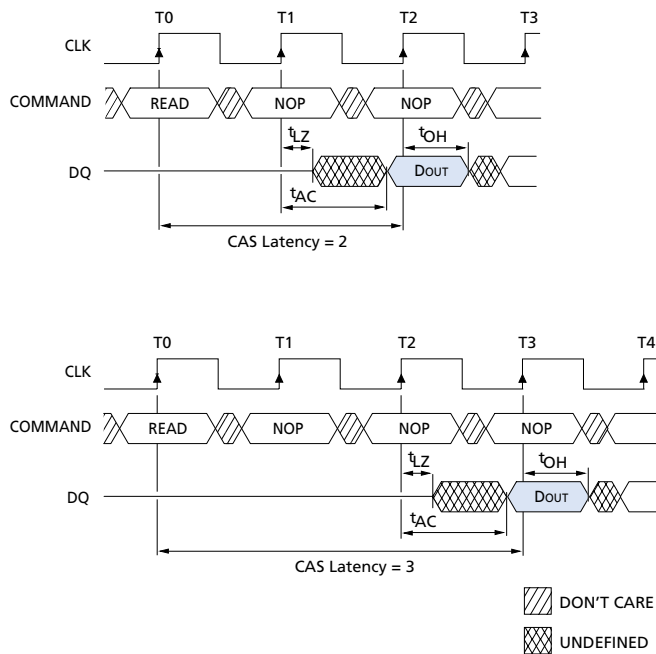 T0 T1 T2 T3
CLK
COMMAND READ NOP NOP
tLZ tOH
DQ DOUT
tAC
CAS Latency = 2
T0 T1 T2 T3 T4
CLK
COMMAND READ NOP NOP NOP
tLZ tOH
DQ DOUT
tAC
CAS Latency = 3
DON'T CARE
UNDEFINED